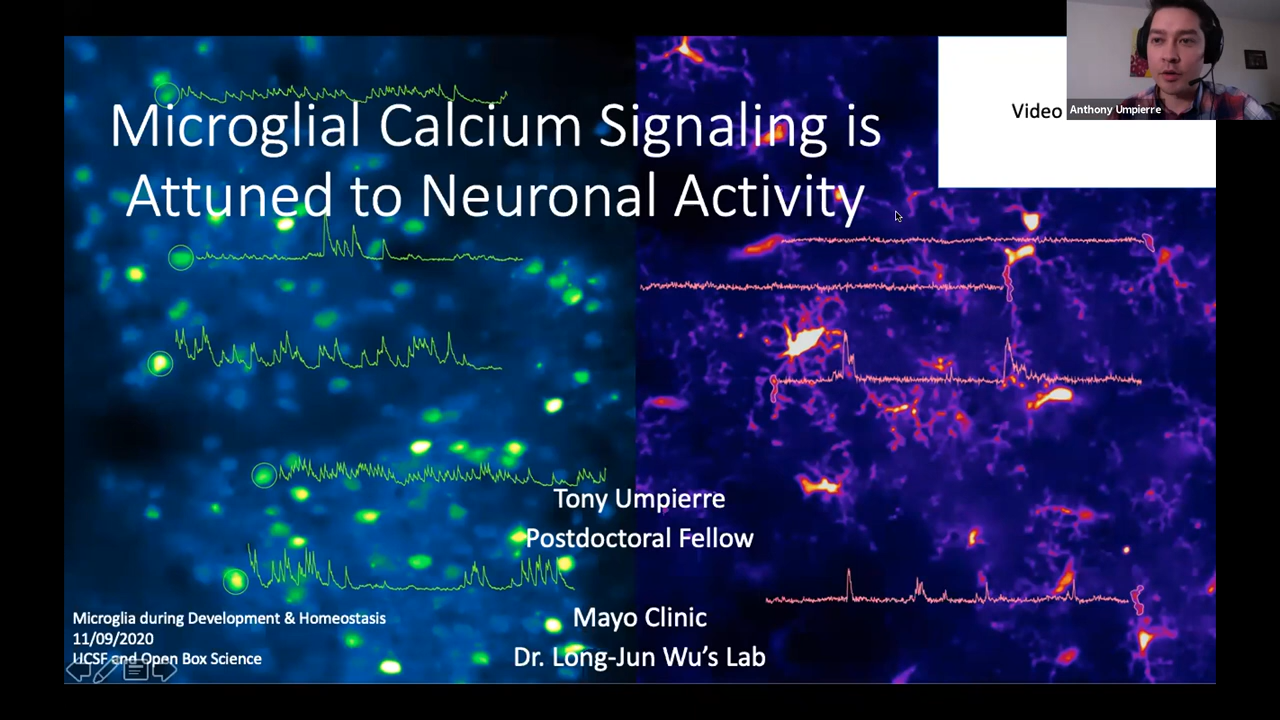 Microglial Calcium Signaling is
Attuned to Neuronal Activity
Video
Anthony Umpierre
Tony Umpierre
Postdoctoral Fellow
Mayo Clinic
Dr. Long-Jun Wu's Lab
Microglia during Development & Homeostasis
11/09/2020
UCSF and Open Box Science